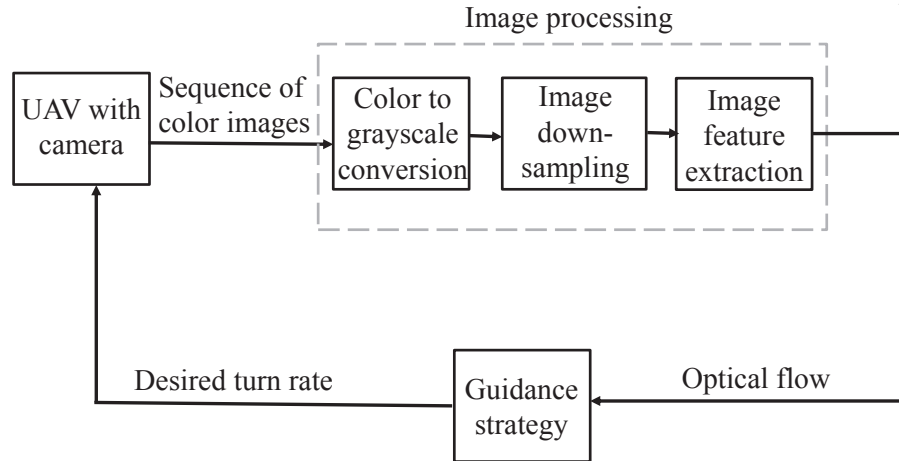 Image processing
UAV with
camera
Sequence of
color images
Color to
grayscale
conversion
Image
down-
sampling
Image
feature
extraction
Desired turn rate
Guidance
strategy
Optical flow